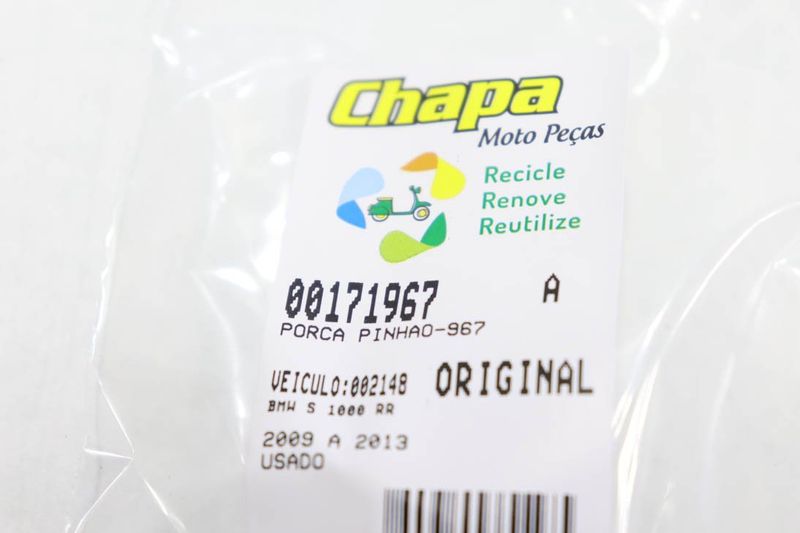 Chapa
Moto Peças
Recicle
Renove
Reutilize
00171967 A
PORCA PINHAO-967
VEICULO:002148 ORIGINAL
BMW S 1000 RR
2009 A 2013
USADO